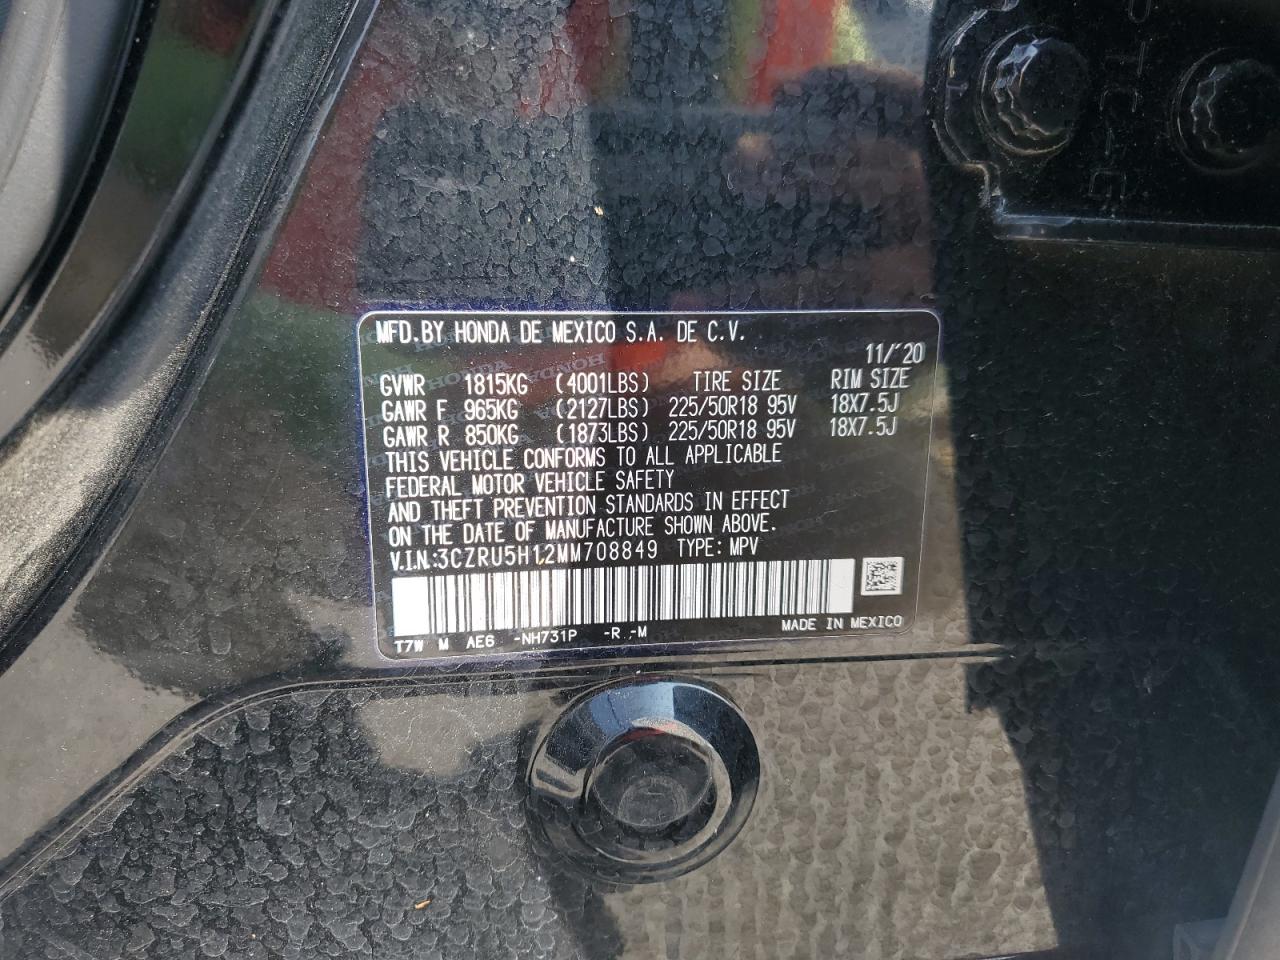 MFD.BY HONDA DE MEXICO S.A. DE C.V.
11/'20
GVWR 1815KG (4001LBS) TIRE SIZE RIM SIZE
GAWR F 965KG (2127LBS) 225/50R18 95V 18X7.5J
GAWR R 850KG (1873LBS) 225/50R18 95V 18X7.5J
THIS VEHICLE CONFORMS TO ALL APPLICABLE
FEDERAL MOTOR VEHICLE SAFETY
AND THEFT PREVENTION STANDARDS IN EFFECT
ON THE DATE OF MANUFACTURE SHOWN ABOVE.
V.I.N.:3CZRU5H12MM708849 TYPE: MPV
T7W M AE6 -NH731P -R -M MADE IN MEXICO